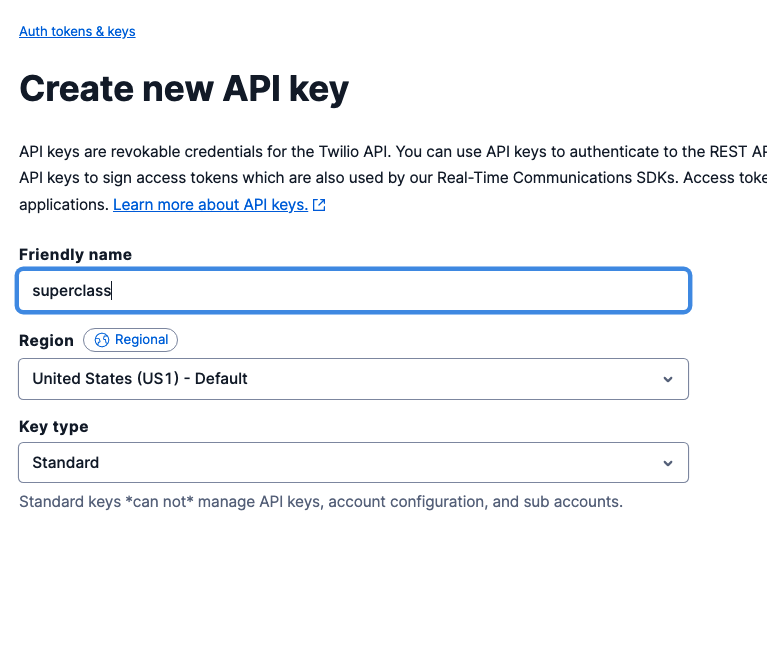 Auth tokens & keys
Create new API key
API keys are revokable credentials for the Twilio API. You can use API keys to authenticate to the REST AP
API keys to sign access tokens which are also used by our Real-Time Communications SDKs. Access toke
applications. Learn more about API keys.
Friendly name
superclass
Region Regional
United States (US1) - Default
Key type
Standard
Standard keys *can not* manage API keys, account configuration, and sub accounts.